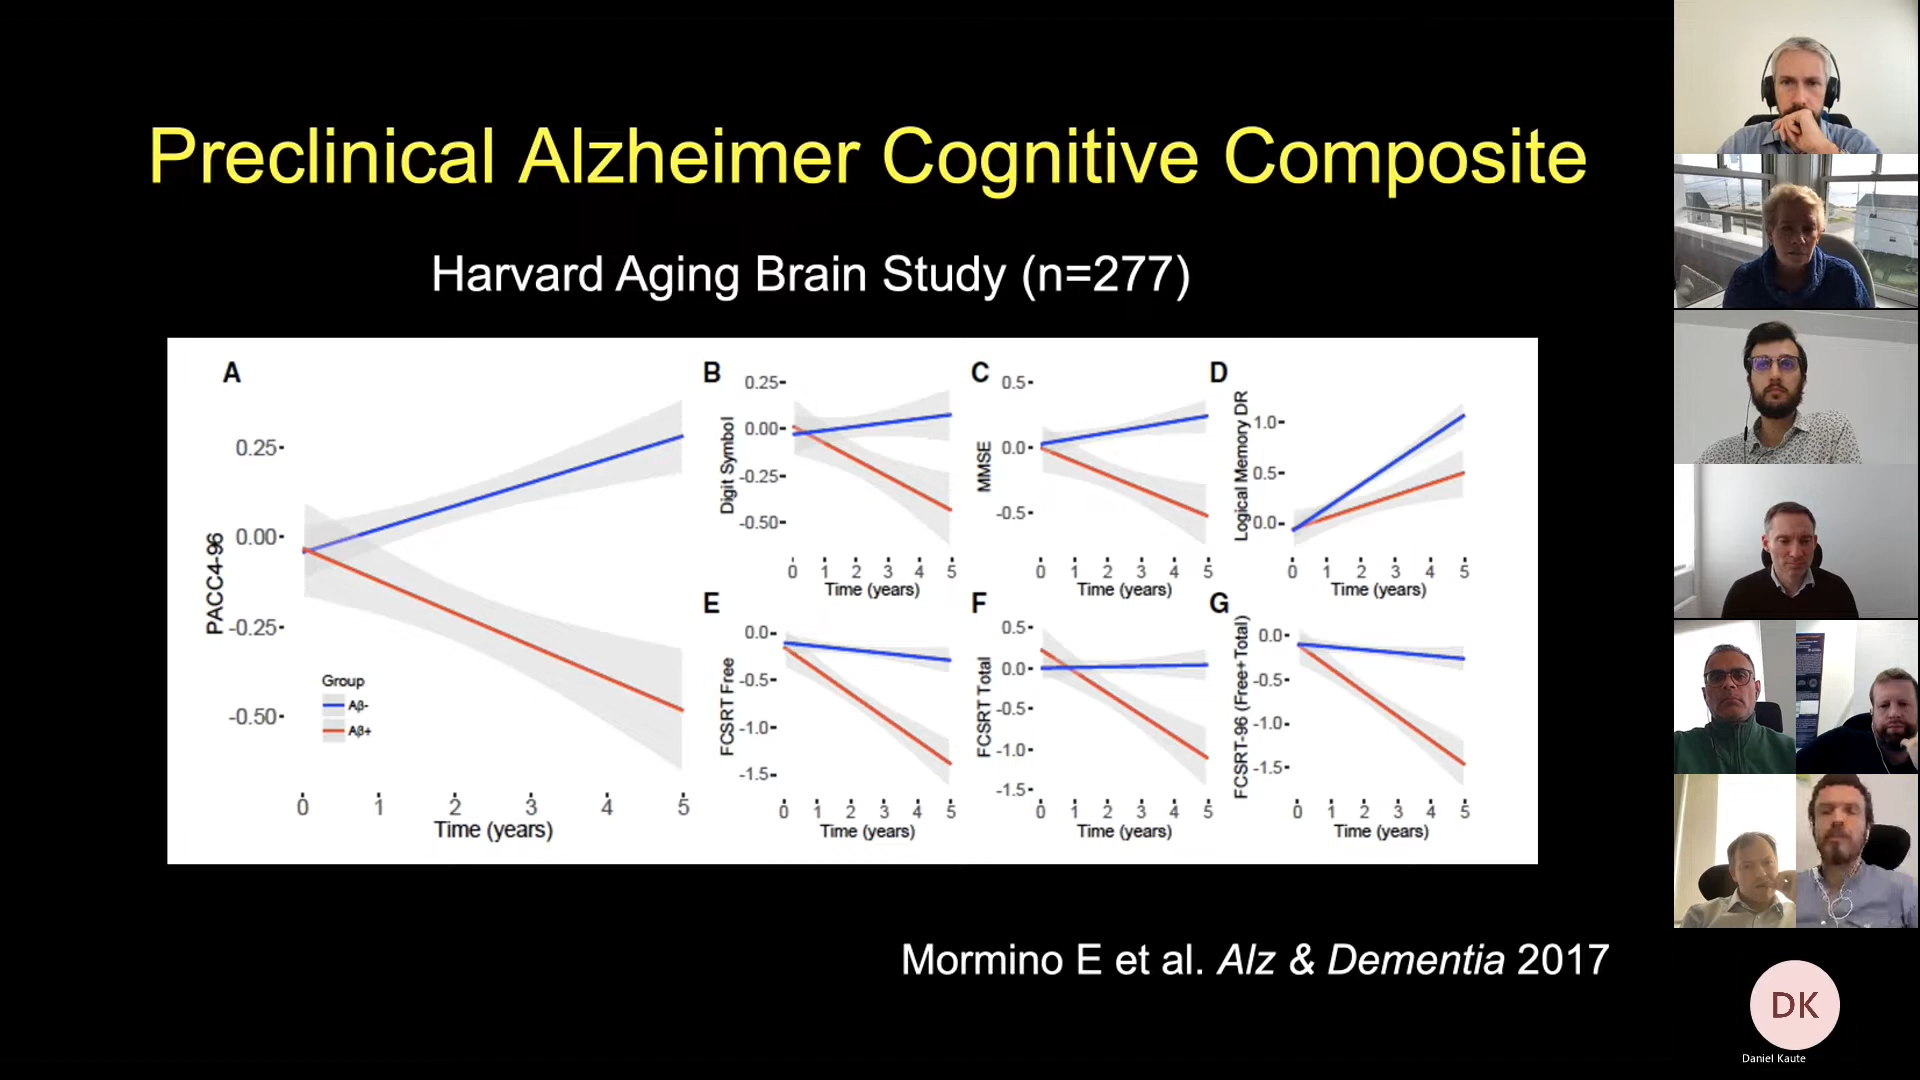 Preclinical Alzheimer Cognitive Composite
Harvard Aging Brain Study (n=277)
A
PACC4-96
0.25
0.00
-0.25
-0.50
Group
Aβ-
Aβ+
0 1 2 3 4 5
Time (years)
B
Digit Symbol
0.25
0.00
-0.25
-0.50
0 1 2 3 4 5
Time (years)
C
MMSE
0.5
0.0
-0.5
0 1 2 3 4 5
Time (years)
D
Logical Memory DR
1.0
0.5
0.0
0 1 2 3 4 5
Time (years)
E
FCSRT Free
0.0
-0.5
-1.0
-1.5
0 1 2 3 4 5
Time (years)
F
FCSRT Total
0.5
0.0
-0.5
-1.0
-1.5
0 1 2 3 4 5
Time (years)
G
FCSRT-96 (Free+Total)
0.0
-0.5
-1.0
-1.5
0 1 2 3 4 5
Time (years)
Mormino E et al. Alz & Dementia 2017
DK
Daniel Kaute